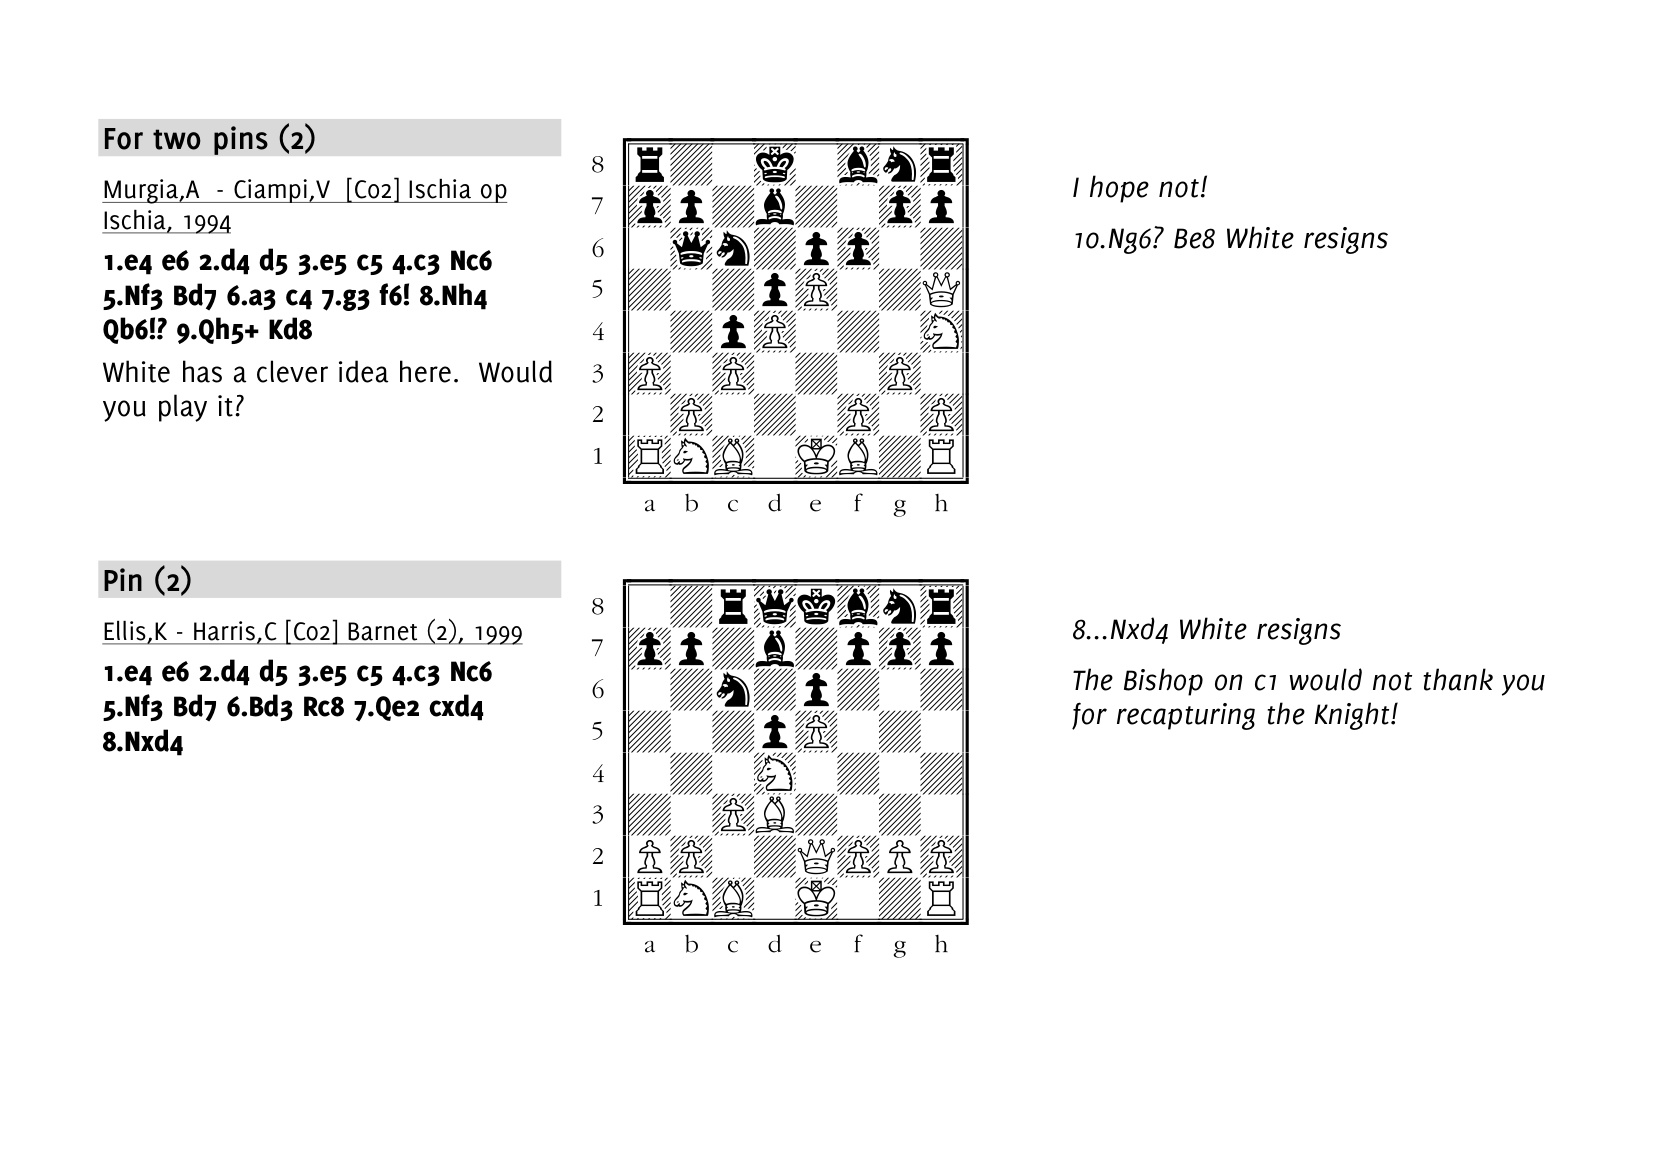 For two pins (2)
Murgia,A - Ciampi,V [C02] Ischia op
Ischia, 1994
1.e4 e6 2.d4 d5 3.e5 c5 4.c3 Nc6
5.Nf3 Bd7 6.a3 c4 7.g3 f6! 8.Nh4
Qb6!? 9.Qh5+ Kd8
White has a clever idea here. Would
you play it?
8
7
6
5
4
3
2
1
a b c d e f g h
I hope not!
10.Ng6? Be8 White resigns
Pin (2)
Ellis,K - Harris,C [C02] Barnet (2), 1999
1.e4 e6 2.d4 d5 3.e5 c5 4.c3 Nc6
5.Nf3 Bd7 6.Bd3 Rc8 7.Qe2 cxd4
8.Nxd4
8
7
6
5
4
3
2
1
a b c d e f g h
8...Nxd4 White resigns
The Bishop on c1 would not thank you
for recapturing the Knight!